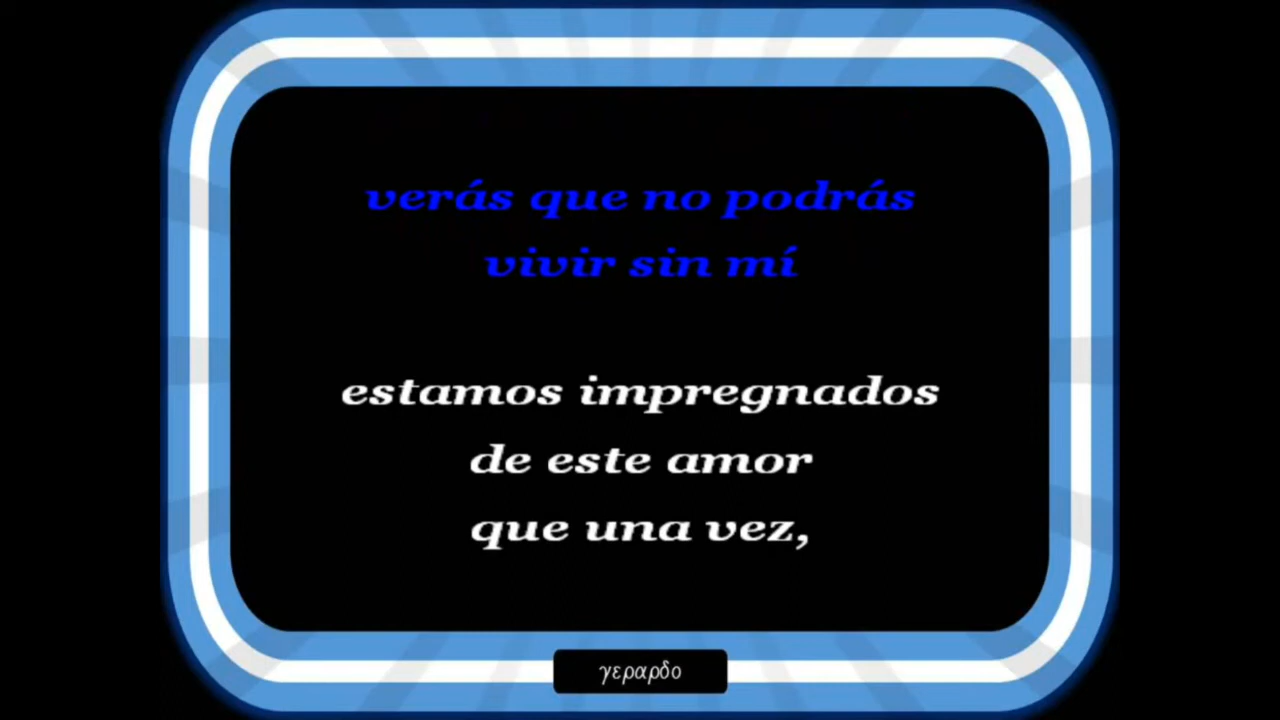 verás que no podrás
vivir sin mí
estamos impregnados
de este amor
que una vez,
γεραρδο